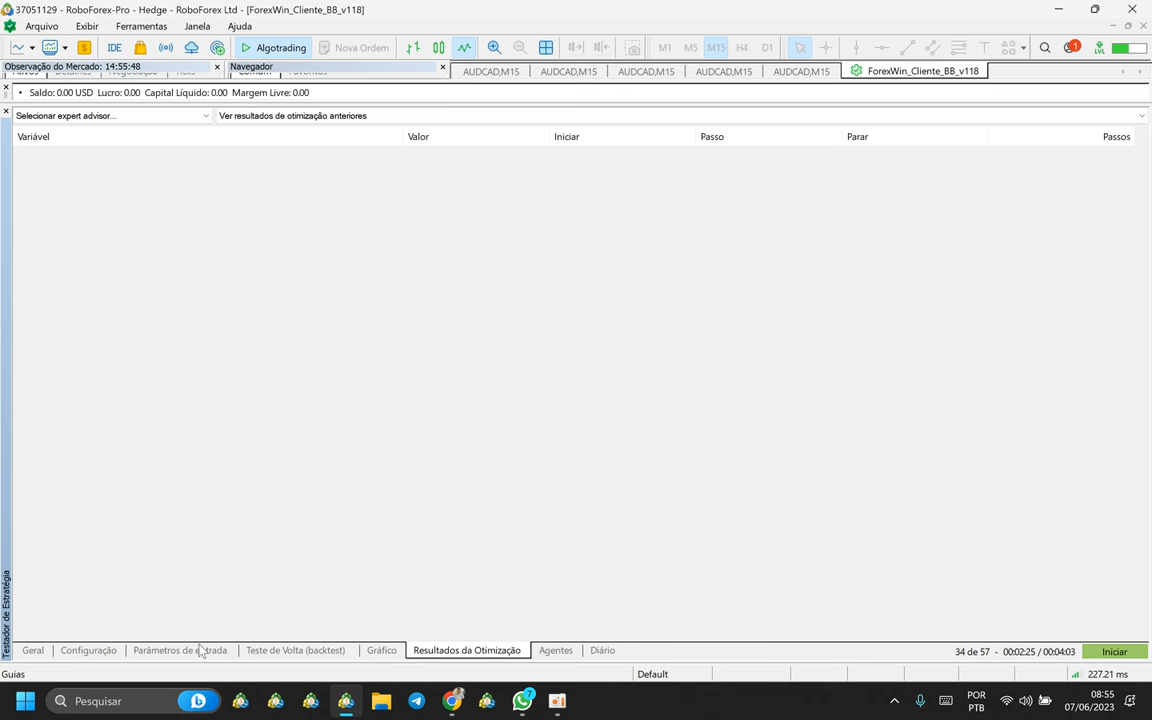 37051129 - RoboForex-Pro - Hedge - RoboForex Ltd - [ForexWin_Cliente_BB_v118]
Arquivo Exibir Ferramentas Janela Ajuda
IDE Algotrading Nova Ordem M1 M5 M15 H4 D1 1 LVL
Observação do Mercado: 14:55:48 Navegador
AUDCAD,M15 AUDCAD,M15 AUDCAD,M15 AUDCAD,M15 AUDCAD,M15 ForexWin_Cliente_BB_v118
Saldo: 0.00 USD Lucro: 0.00 Capital Líquido: 0.00 Margem Livre: 0.00
Selecionar expert advisor... Ver resultados de otimização anteriores
Variável Valor Iniciar Passo Parar Passos
Testador de Estratégia
Geral Configuração Parâmetros de entrada Teste de Volta (backtest) Gráfico Resultados da Otimização Agentes Diário 34 de 57 - 00:02:25 / 00:04:03 Iniciar
Guias Default 227.21 ms
Pesquisar 7 POR 08:55
PTB 07/06/2023